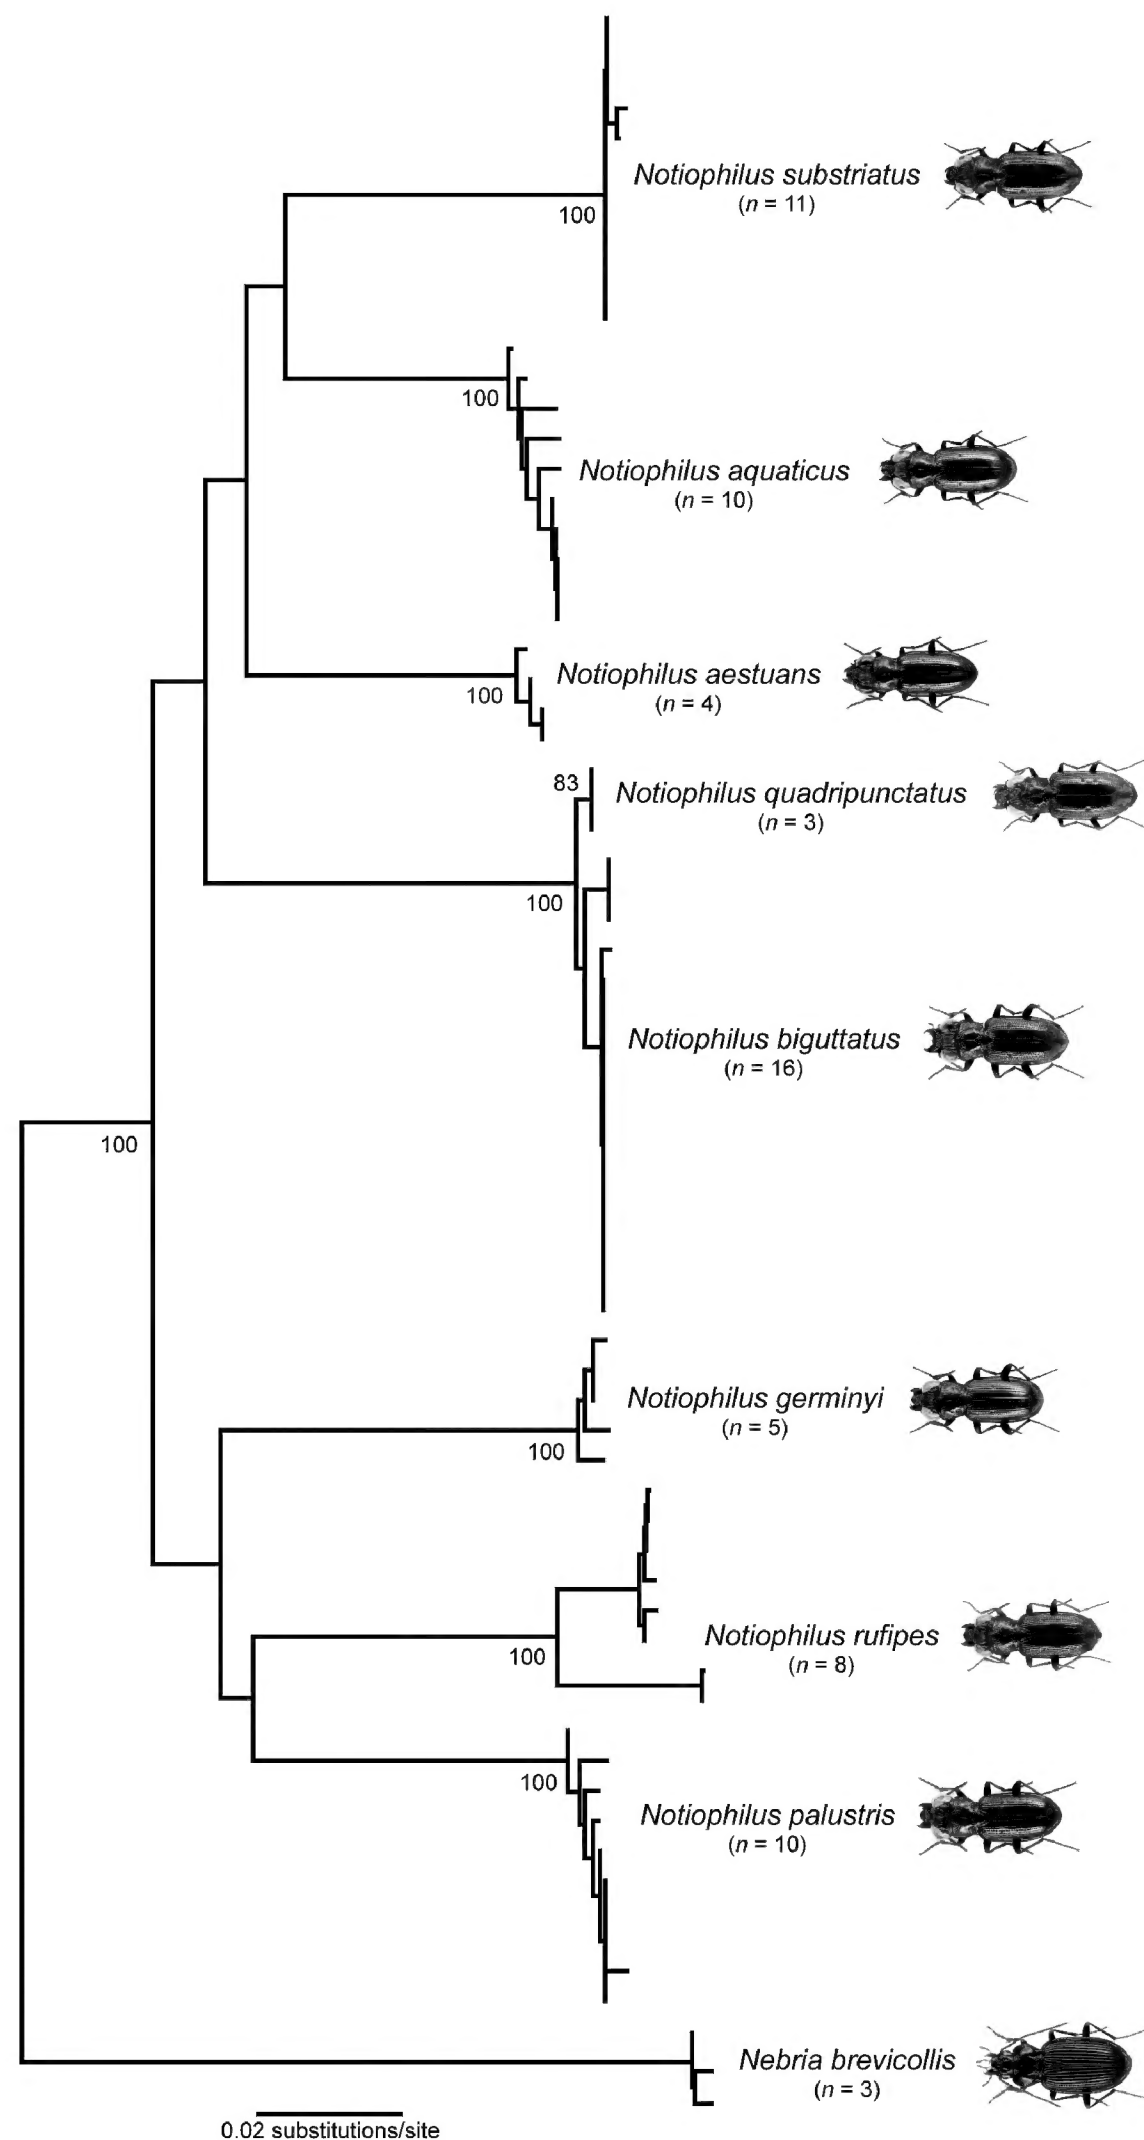 Notiophilus substriatus
(n = 11)
100
100
Notiophilus aquaticus
(n = 10)
Notiophilus aestuans
(n = 4)
100
83
Notiophilus quadripunctatus
(n = 3)
100
Notiophilus biguttatus
(n = 16)
100
Notiophilus germinyi
(n = 5)
100
Notiophilus rufipes
(n = 8)
100
100
Notiophilus palustris
(n = 10)
Nebria brevicollis
(n = 3)
0.02 substitutions/site